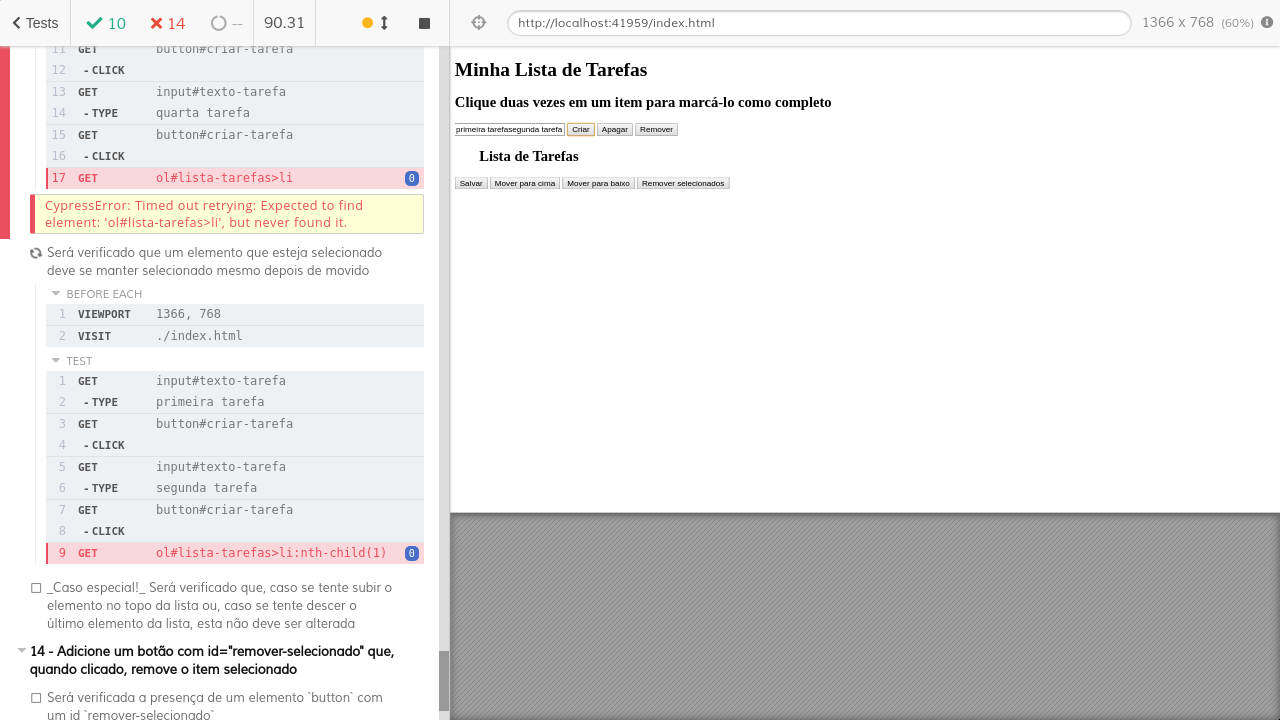 Tests 10 14 -- 90.31
11 GET button#criar-tarefa
12 - CLICK
13 GET input#texto-tarefa
14 - TYPE quarta tarefa
15 GET button#criar-tarefa
16 - CLICK
17 GET ol#lista-tarefas>li 0
CypressError: Timed out retrying: Expected to find
element: 'ol#lista-tarefas>li', but never found it.
Será verificado que um elemento que esteja selecionado
deve se manter selecionado mesmo depois de movido
BEFORE EACH
1 VIEWPORT 1366, 768
2 VISIT ./index.html
TEST
1 GET input#texto-tarefa
2 - TYPE primeira tarefa
3 GET button#criar-tarefa
4 - CLICK
5 GET input#texto-tarefa
6 - TYPE segunda tarefa
7 GET button#criar-tarefa
8 - CLICK
9 GET ol#lista-tarefas>li:nth-child(1) 0
_Caso especial!_ Será verificado que, caso se tente subir o
elemento no topo da lista ou, caso se tente descer o
último elemento da lista, esta não deve ser alterada
14 - Adicione um botão com id="remover-selecionado" que,
quando clicado, remove o item selecionado
Será verificada a presença de um elemento `button` com
um id `remover-selecionado`
http://localhost:41959/index.html 1366 x 768 (60%)
Minha Lista de Tarefas
Clique duas vezes em um item para marcá-lo como completo
primeira tarefasegunda tarefa Criar Apagar Remover
Lista de Tarefas
Salvar Mover para cima Mover para baixo Remover selecionados